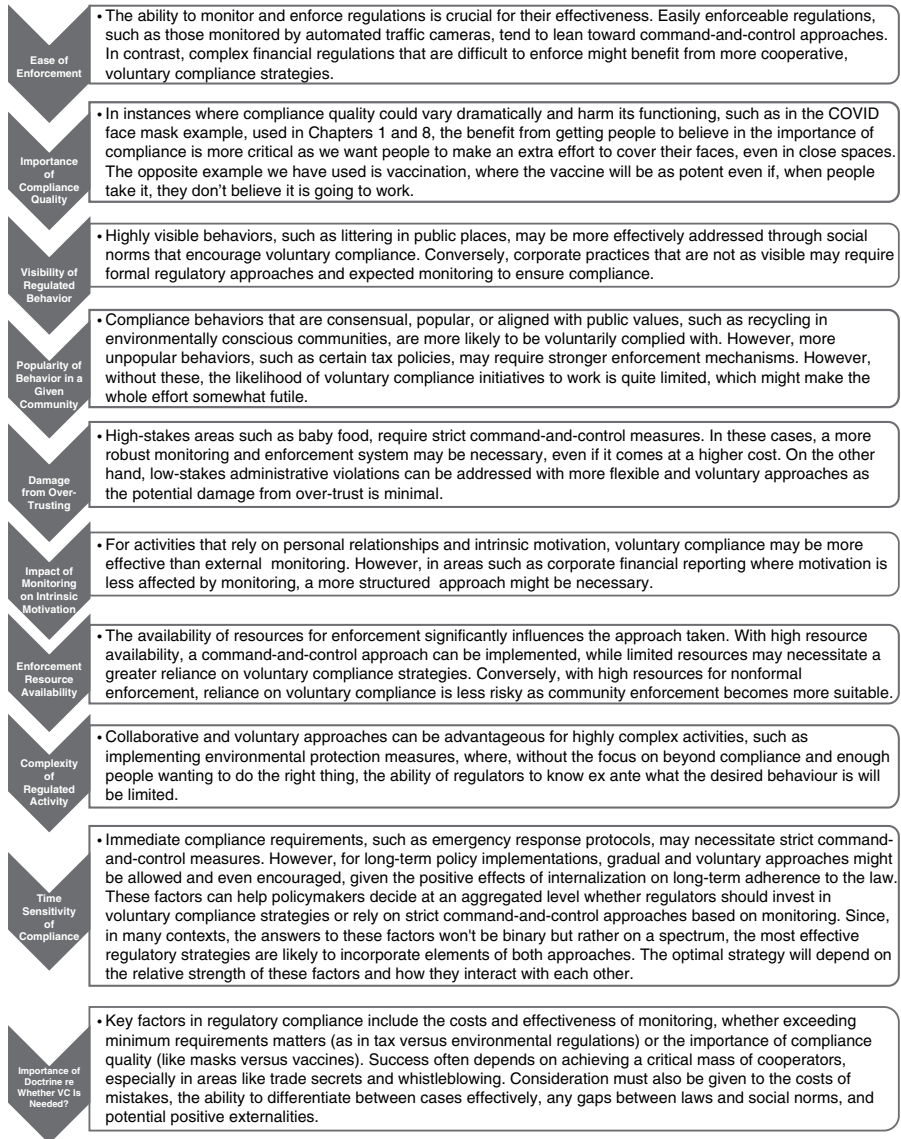 Ease of
Enforcement
• The ability to monitor and enforce regulations is crucial for their effectiveness. Easily enforceable regulations,
such as those monitored by automated traffic cameras, tend to lean toward command-and-control approaches.
In contrast, complex financial regulations that are difficult to enforce might benefit from more cooperative,
voluntary compliance strategies.
Importance
of
Compliance
Quality
• In instances where compliance quality could vary dramatically and harm its functioning, such as in the COVID
face mask example, used in Chapters 1 and 8, the benefit from getting people to believe in the importance of
compliance is more critical as we want people to make an extra effort to cover their faces, even in close spaces.
The opposite example we have used is vaccination, where the vaccine will be as potent even if, when people
take it, they don't believe it is going to work.
Visibility of
Regulated
Behavior
• Highly visible behaviors, such as littering in public places, may be more effectively addressed through social
norms that encourage voluntary compliance. Conversely, corporate practices that are not as visible may require
formal regulatory approaches and expected monitoring to ensure compliance.
Popularity of
Behavior in a
Given
Community
• Compliance behaviors that are consensual, popular, or aligned with public values, such as recycling in
environmentally conscious communities, are more likely to be voluntarily complied with. However, more
unpopular behaviors, such as certain tax policies, may require stronger enforcement mechanisms. However,
without these, the likelihood of voluntary compliance initiatives to work is quite limited, which might make the
whole effort somewhat futile.
Damage
from Over-
Trusting
• High-stakes areas such as baby food, require strict command-and-control measures. In these cases, a more
robust monitoring and enforcement system may be necessary, even if it comes at a higher cost. On the other
hand, low-stakes administrative violations can be addressed with more flexible and voluntary approaches as
the potential damage from over-trust is minimal.
Impact of
Monitoring
on Intrinsic
Motivation
• For activities that rely on personal relationships and intrinsic motivation, voluntary compliance may be more
effective than external monitoring. However, in areas such as corporate financial reporting where motivation is
less affected by monitoring, a more structured approach might be necessary.
Enforcement
Resource
Availability
• The availability of resources for enforcement significantly influences the approach taken. With high resource
availability, a command-and-control approach can be implemented, while limited resources may necessitate a
greater reliance on voluntary compliance strategies. Conversely, with high resources for nonformal
enforcement, reliance on voluntary compliance is less risky as community enforcement becomes more suitable.
Complexity
of
Regulated
Activity
• Collaborative and voluntary approaches can be advantageous for highly complex activities, such as
implementing environmental protection measures, where, without the focus on beyond compliance and enough
people wanting to do the right thing, the ability of regulators to know ex ante what the desired behaviour is will
be limited.
Time
Sensitivity
of
Compliance
• Immediate compliance requirements, such as emergency response protocols, may necessitate strict command-
and-control measures. However, for long-term policy implementations, gradual and voluntary approaches might
be allowed and even encouraged, given the positive effects of internalization on long-term adherence to the law.
These factors can help policymakers decide at an aggregated level whether regulators should invest in
voluntary compliance strategies or rely on strict command-and-control approaches based on monitoring. Since,
in many contexts, the answers to these factors won't be binary but rather on a spectrum, the most effective
regulatory strategies are likely to incorporate elements of both approaches. The optimal strategy will depend on
the relative strength of these factors and how they interact with each other.
Importance of
Doctrine re
Whether VC Is
Needed?
• Key factors in regulatory compliance include the costs and effectiveness of monitoring, whether exceeding
minimum requirements matters (as in tax versus environmental regulations) or the importance of compliance
quality (like masks versus vaccines). Success often depends on achieving a critical mass of cooperators,
especially in areas like trade secrets and whistleblowing. Consideration must also be given to the costs of
mistakes, the ability to differentiate between cases effectively, any gaps between laws and social norms, and
potential positive externalities.